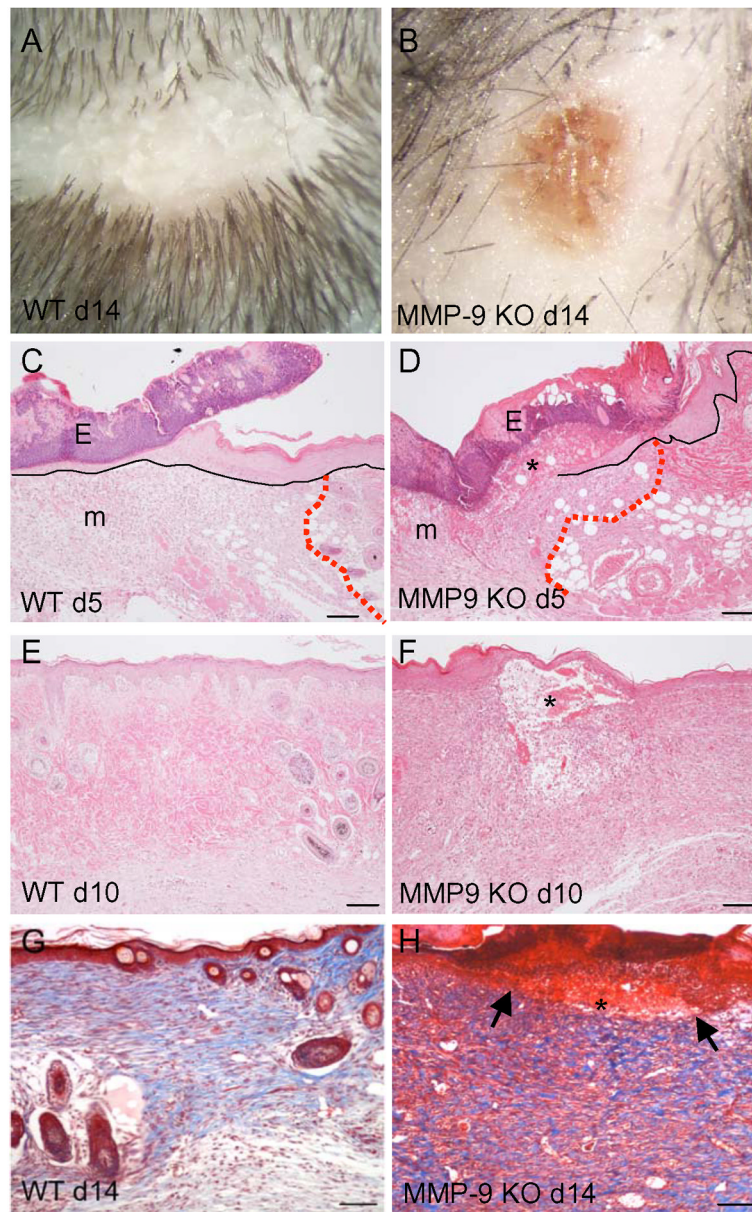 A
WT d14
B
MMP-9 KO d14
C
E
m
WT d5
D
E
*
m
MMP9 KO d5
E
WT d10
F
*
MMP9 KO d10
G
WT d14
H
*
MMP-9 KO d14